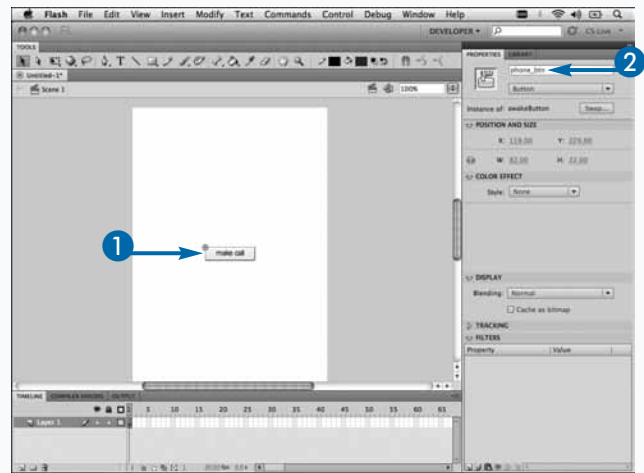 Flash File Edit View Insert Modify Text Commands Control Debug Window Help
DEVELOPER
CS Live
TOOLS
Untitled-1*
Scene 1
100%
PROPERTIES LIBRARY
phone_btn
2
Button
Instance of: awakeButton Swap...
POSITION AND SIZE
X: 119.00 Y: 229.00
W: 82.00 H: 22.00
COLOR EFFECT
Style: None
1
make call
DISPLAY
Blending: Normal
Cache as bitmap
TRACKING
FILTERS
Property Value
TIMELINE COMPILER ERRORS OUTPUT
5 10 15 20 25 30 35 40 45 50 55 60 65
Layer 1
1